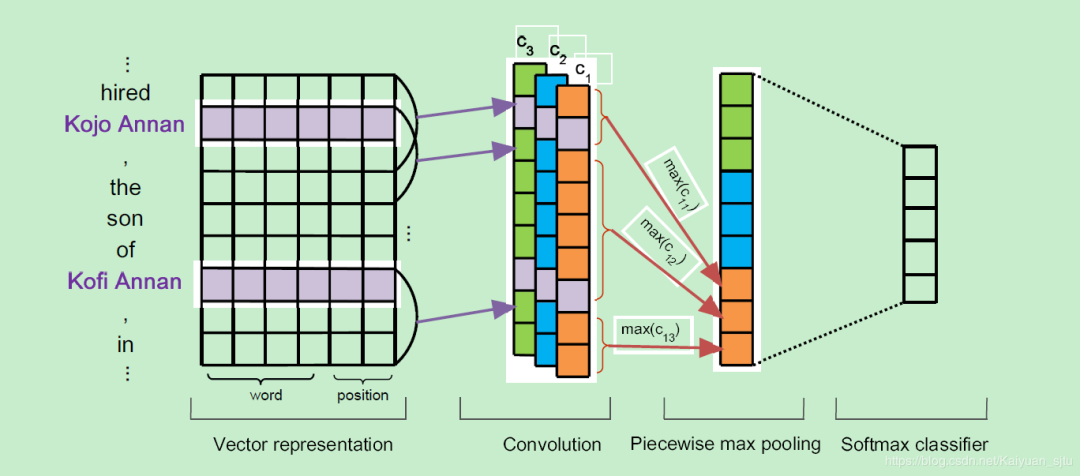 ⋮
hired
Kojo Annan
,
the
son
of
Kofi Annan
,
in
⋮
word
position
⋮
c3
c2
c1
max(c11)
max(c12)
max(c13)
Vector representation
Convolution
Piecewise max pooling
Softmax classifier
https://blog.csdn.net/Kaiyuan_sjtu